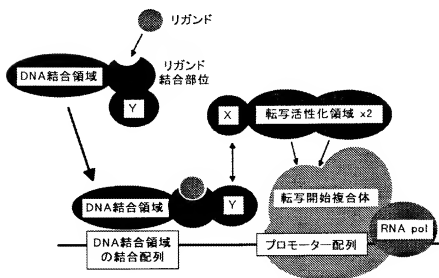 リガンド
DNA結合領域
リガンド
結合部位
Y
X
転写活性化領域 x2
DNA結合領域
Y
転写開始複合体
RNA pol
DNA結合領域
の結合配列
プロモーター配列